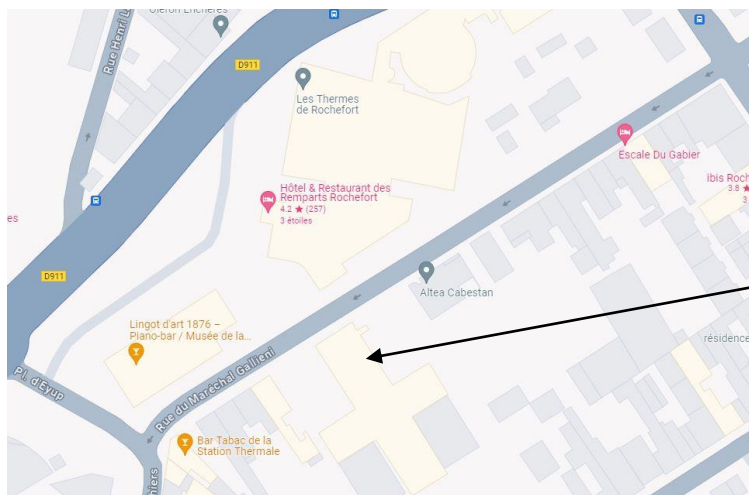 Oléron Enchères
Rue Henri L
D911
Les Thermes
de Rochefort
Escale Du Gabier
ibis Roch
3.8 ★
3
Hôtel & Restaurant des
Remparts Rochefort
4.2 ★ (257)
3 étoiles
es
D911
Altea Cabestan
Lingot d'art 1876 –
Piano-bar / Musée de la...
résidence
Pl. d'Eyup
Rue du Maréchal Gallieni
Bar Tabac de la
Station Thermale
hiers